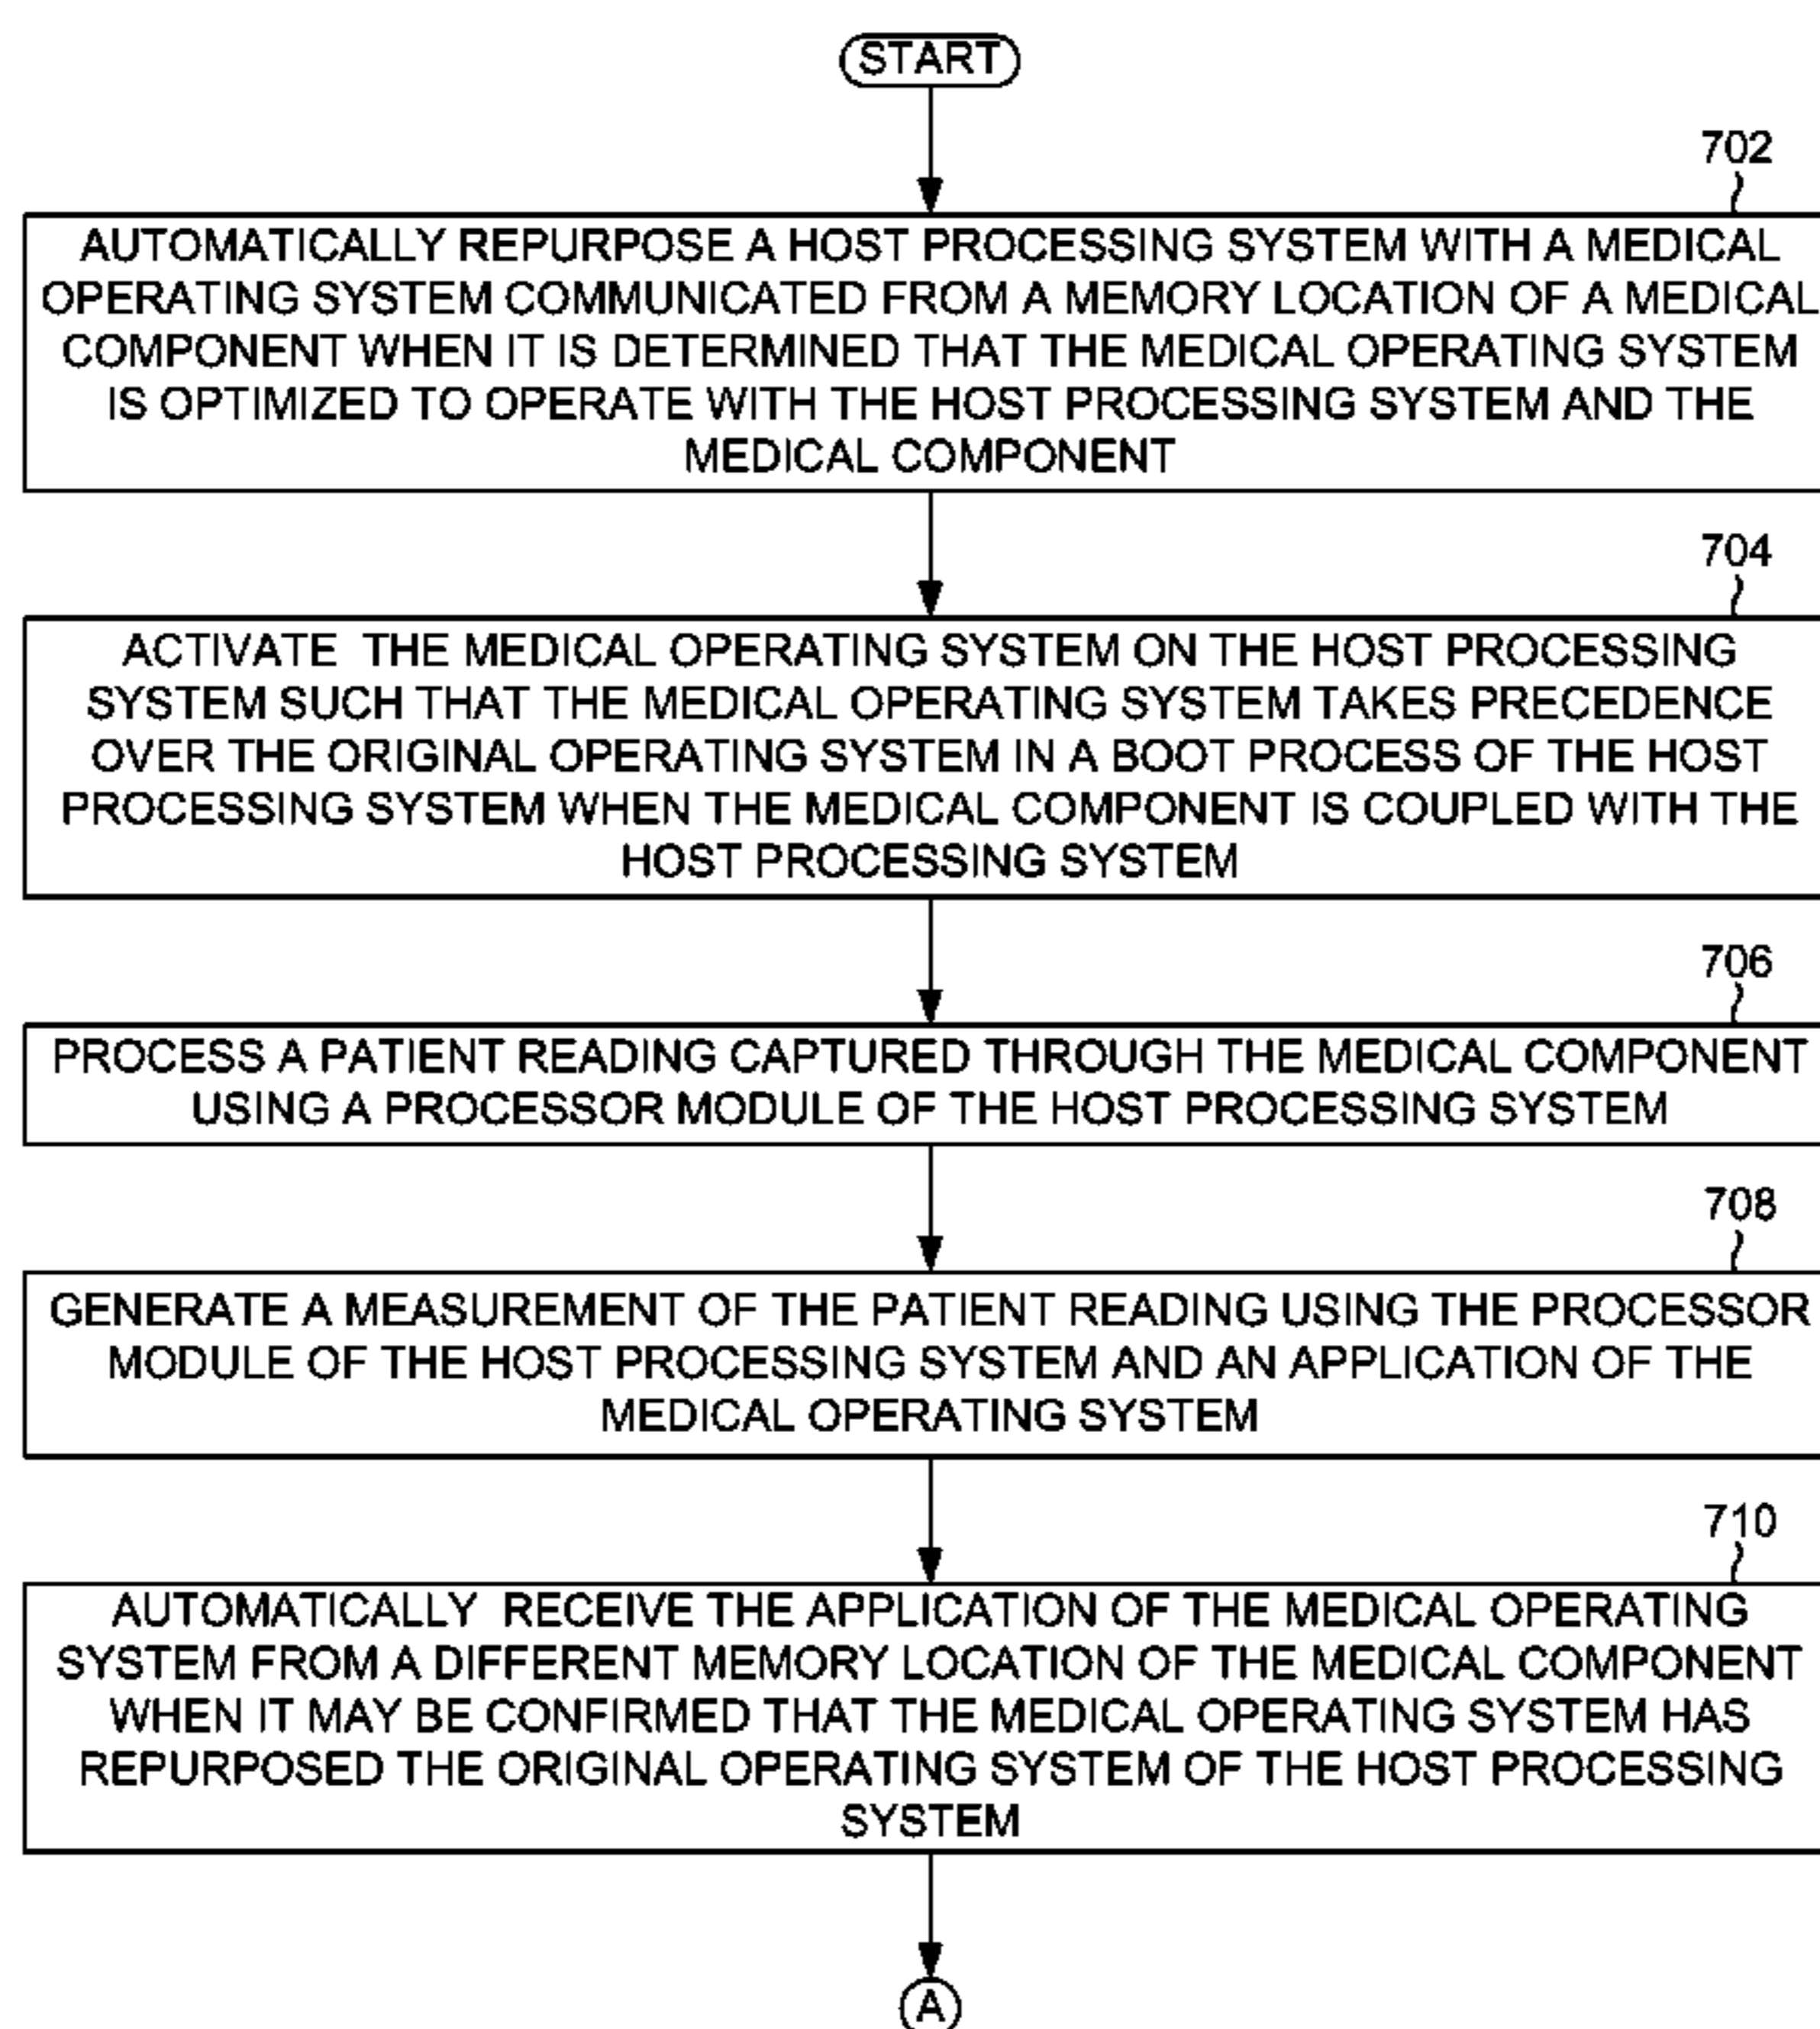 START
702
AUTOMATICALLY REPURPOSE A HOST PROCESSING SYSTEM WITH A MEDICAL
OPERATING SYSTEM COMMUNICATED FROM A MEMORY LOCATION OF A MEDICAL
COMPONENT WHEN IT IS DETERMINED THAT THE MEDICAL OPERATING SYSTEM
IS OPTIMIZED TO OPERATE WITH THE HOST PROCESSING SYSTEM AND THE
MEDICAL COMPONENT
704
ACTIVATE THE MEDICAL OPERATING SYSTEM ON THE HOST PROCESSING
SYSTEM SUCH THAT THE MEDICAL OPERATING SYSTEM TAKES PRECEDENCE
OVER THE ORIGINAL OPERATING SYSTEM IN A BOOT PROCESS OF THE HOST
PROCESSING SYSTEM WHEN THE MEDICAL COMPONENT IS COUPLED WITH THE
HOST PROCESSING SYSTEM
706
PROCESS A PATIENT READING CAPTURED THROUGH THE MEDICAL COMPONENT
USING A PROCESSOR MODULE OF THE HOST PROCESSING SYSTEM
708
GENERATE A MEASUREMENT OF THE PATIENT READING USING THE PROCESSOR
MODULE OF THE HOST PROCESSING SYSTEM AND AN APPLICATION OF THE
MEDICAL OPERATING SYSTEM
710
AUTOMATICALLY RECEIVE THE APPLICATION OF THE MEDICAL OPERATING
SYSTEM FROM A DIFFERENT MEMORY LOCATION OF THE MEDICAL COMPONENT
WHEN IT MAY BE CONFIRMED THAT THE MEDICAL OPERATING SYSTEM HAS
REPURPOSED THE ORIGINAL OPERATING SYSTEM OF THE HOST PROCESSING
SYSTEM
A